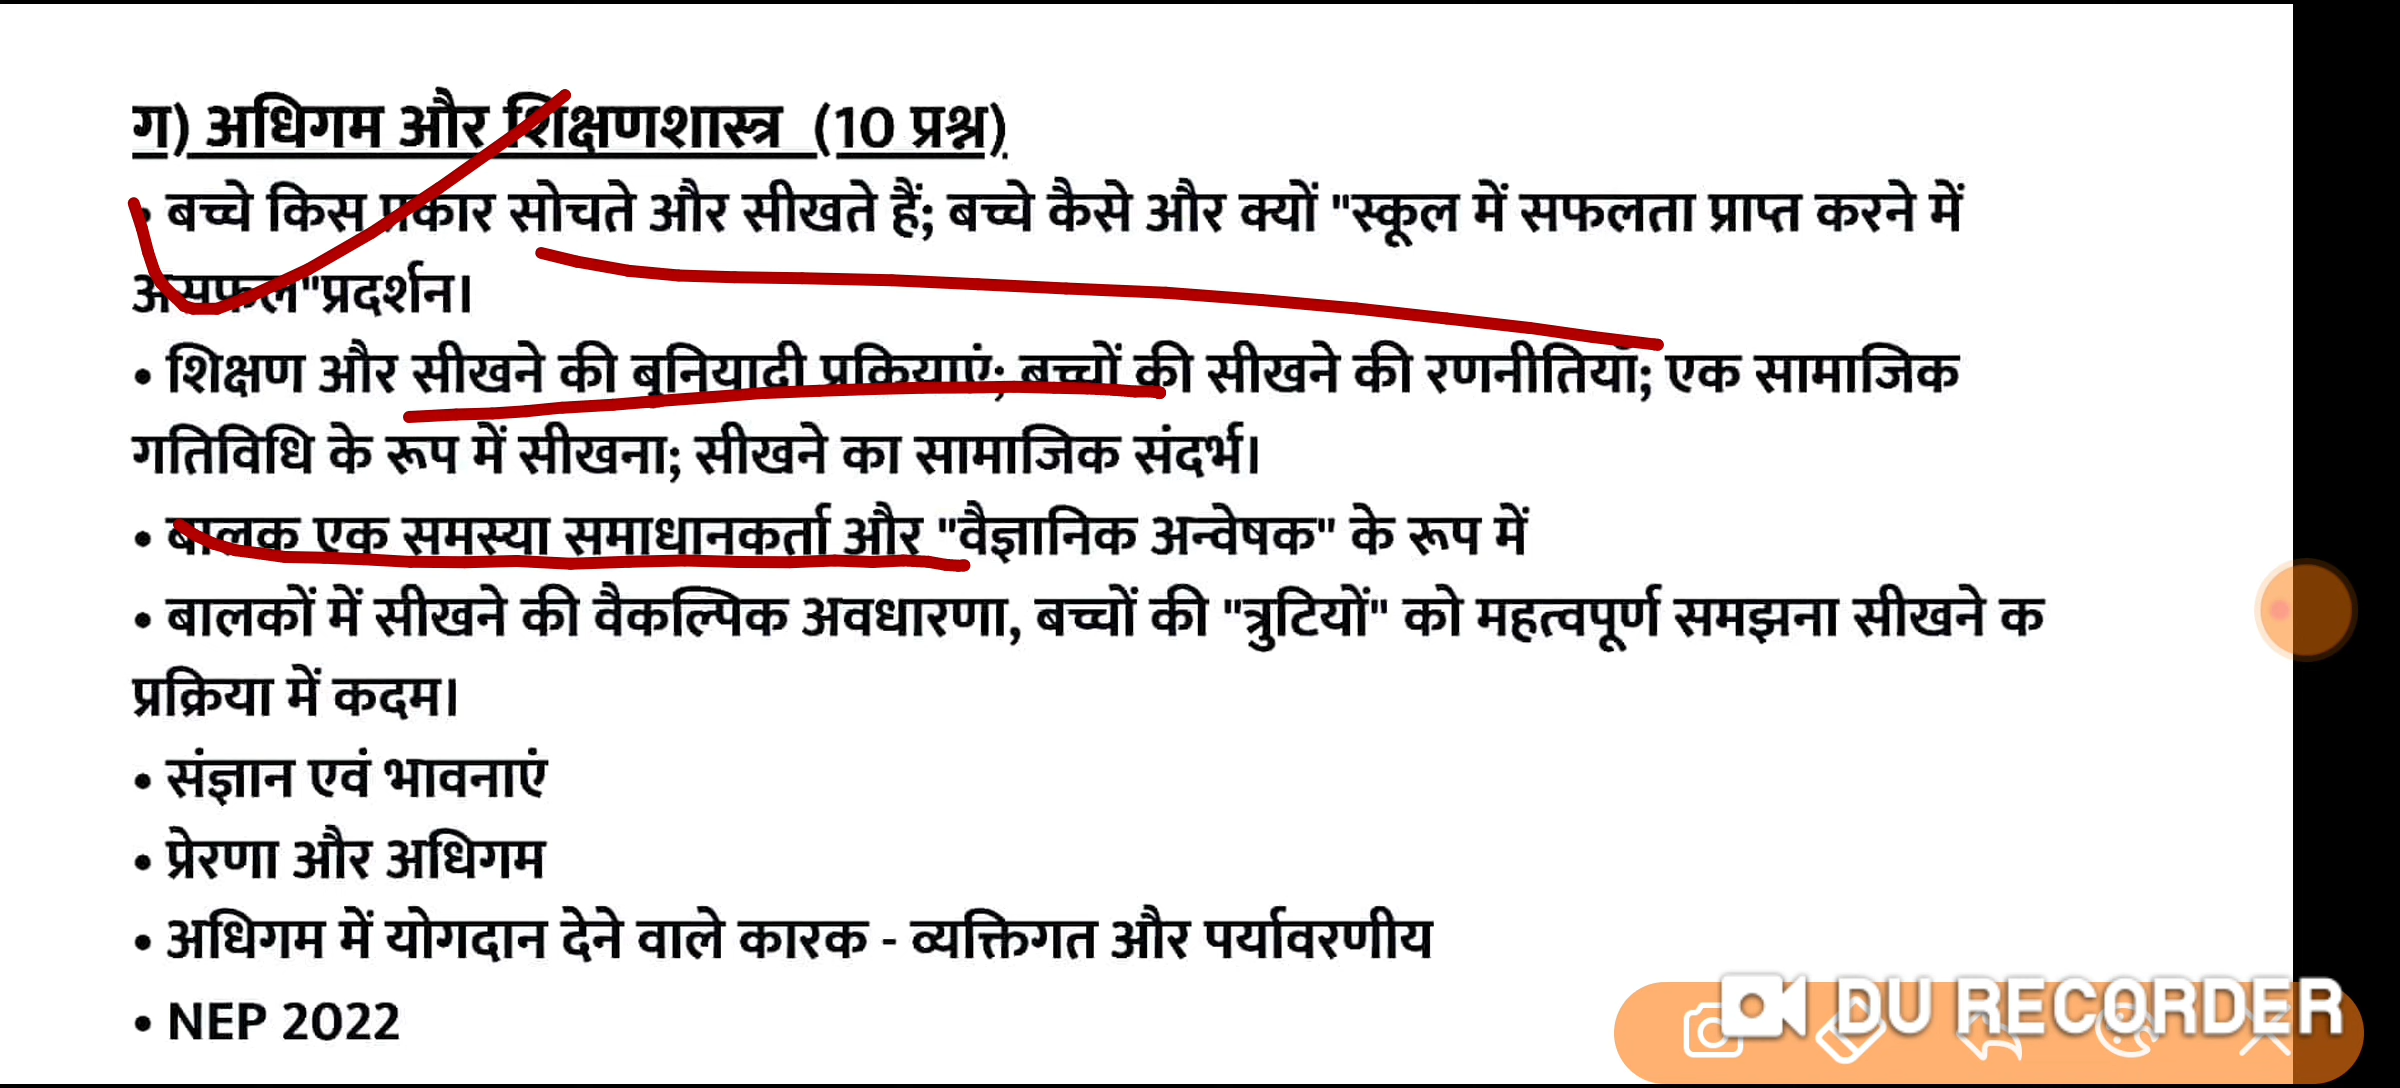 ग) अधिगम और शिक्षणशास्त्र (10 प्रश्न)
• बच्चे किस प्रकार सोचते और सीखते हैं; बच्चे कैसे और क्यों "स्कूल में सफलता प्राप्त करने में
असफल"प्रदर्शन।
• शिक्षण और सीखने की बुनियादी प्रक्रियाएं; बच्चों की सीखने की रणनीतियाँ; एक सामाजिक
गतिविधि के रूप में सीखना; सीखने का सामाजिक संदर्भ।
• बालक एक समस्या समाधानकर्ता और "वैज्ञानिक अन्वेषक" के रूप में
• बालकों में सीखने की वैकल्पिक अवधारणा, बच्चों की "त्रुटियों" को महत्वपूर्ण समझना सीखने क
प्रक्रिया में कदम।
• संज्ञान एवं भावनाएं
• प्रेरणा और अधिगम
• अधिगम में योगदान देने वाले कारक - व्यक्तिगत और पर्यावरणीय
• NEP 2022
DU RECORDER